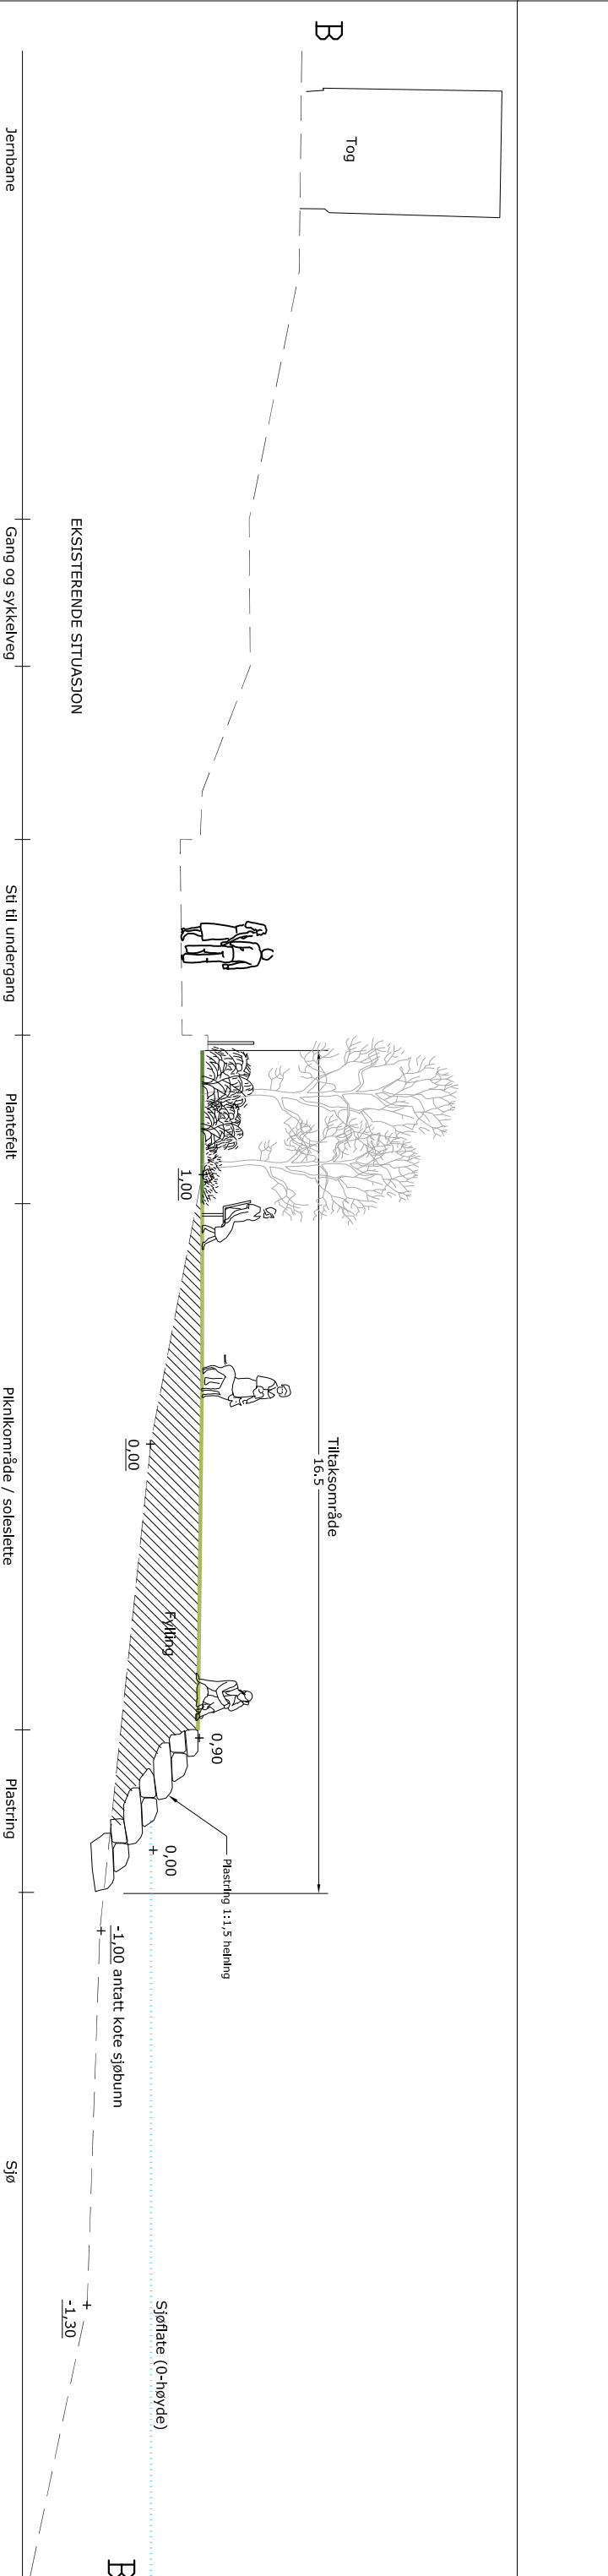 B
Tog
Tiltaksområde
16.5
Plastring 1:1,5 helning
1,00
0,90
0,00
Fylling
0,00
Sjøflate (0-høyde)
-1,00 antatt kote sjøbunn
-1,30
B
EKSISTERENDE SITUASJON
Jernbane
Gang og sykkelveg
Sti til undergang
Plantefelt
Piknikområde / soleslette
Plastring
Sjø